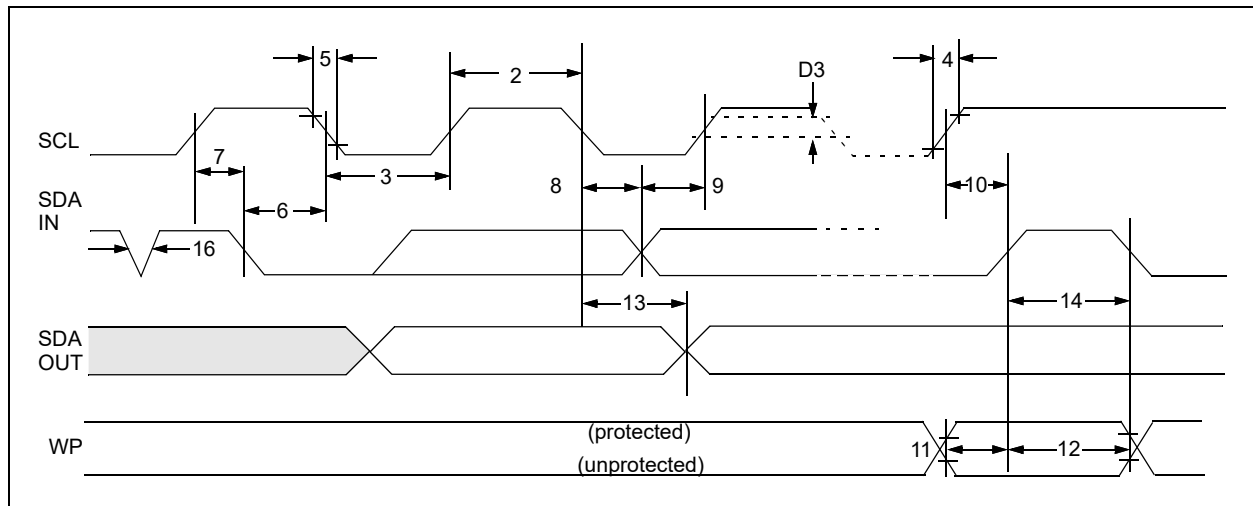 5
2
D3
4
SCL
7
3
8
9
10
SDA
IN
6
16
13
14
SDA
OUT
(protected)
WP
11
12
(unprotected)